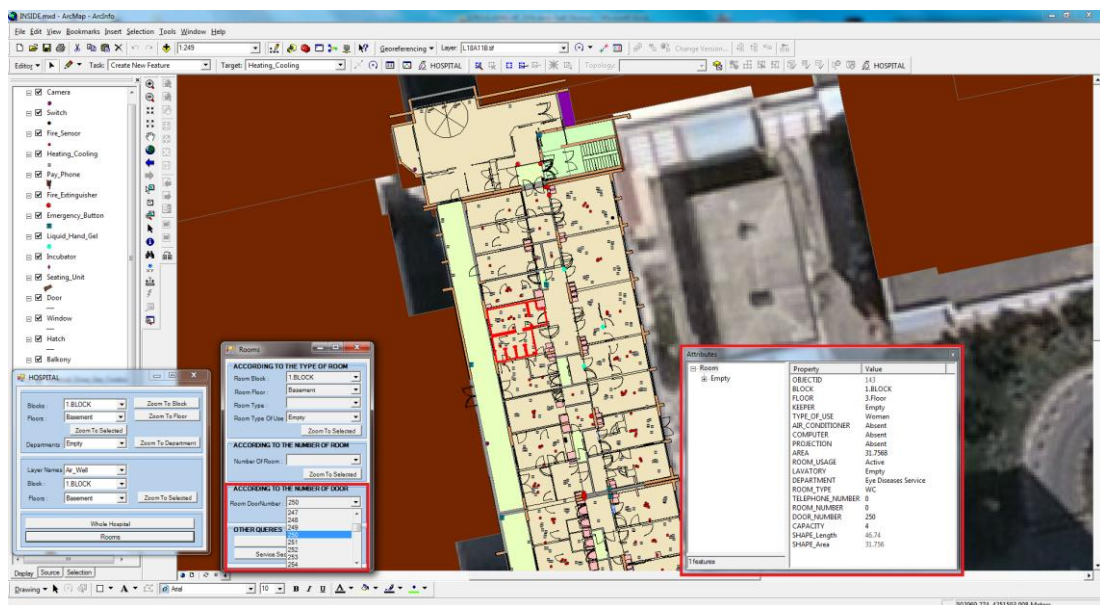 INSIDE.mxd - ArcMap - ArcInfo
File Edit View Bookmarks Insert Selection Tools Window Help
1:249
Georeferencing Layer: L18A11B.tif
Change Version...
Editor Task: Create New Feature Target: Heating_Cooling HOSPITAL Topology: HOSPITAL
Camera
Switch
Fire_Sensor
Heating_Cooling
Pay_Phone
Fire_Extinguisher
Emergency_Button
Liquid_Hand_Gel
Incubator
Seating_Unit
Door
Window
Hatch
Balkony
HOSPITAL
Blocks : 1.BLOCK Zoom To Block
Floors : Basement Zoom To Floor
Zoom To Selected
Departments Empty Zoom To Department
Layer Names Air_Wall
Block : 1.BLOCK
Floors : Basement Zoom To Selected
Whole Hospital
Rooms
Rooms
ACCORDING TO THE TYPE OF ROOM
Room Block : 1.BLOCK
Room Floor : Basement
Room Type :
Room Type Of Use Empty
Zoom To Selected
ACCORDING TO THE NUMBER OF ROOM
Number Of Room :
Zoom To Selected
ACCORDING TO THE NUMBER OF DOOR
Room DoorNumber : 250
247
248
249
250
251
252
253
254
OTHER QUERIES
Service
Attributes
Room
Empty
Property Value
OBJECTID 143
BLOCK 1.BLOCK
FLOOR 3.Floor
KEEPER Empty
TYPE_OF_USE Woman
AIR_CONDITIONER Absent
COMPUTER Absent
PROJECTION Absent
AREA 31.7568
ROOM_USAGE Active
LAVATORY Empty
DEPARTMENT Eye Diseases Service
ROOM_TYPE WC
TELEPHONE_NUMBER 0
ROOM_NUMBER 0
DOOR_NUMBER 250
CAPACITY 4
SHAPE_Length 46.74
SHAPE_Area 31.756
1 features
Display Source Selection
Drawing Arial 10 B I U A